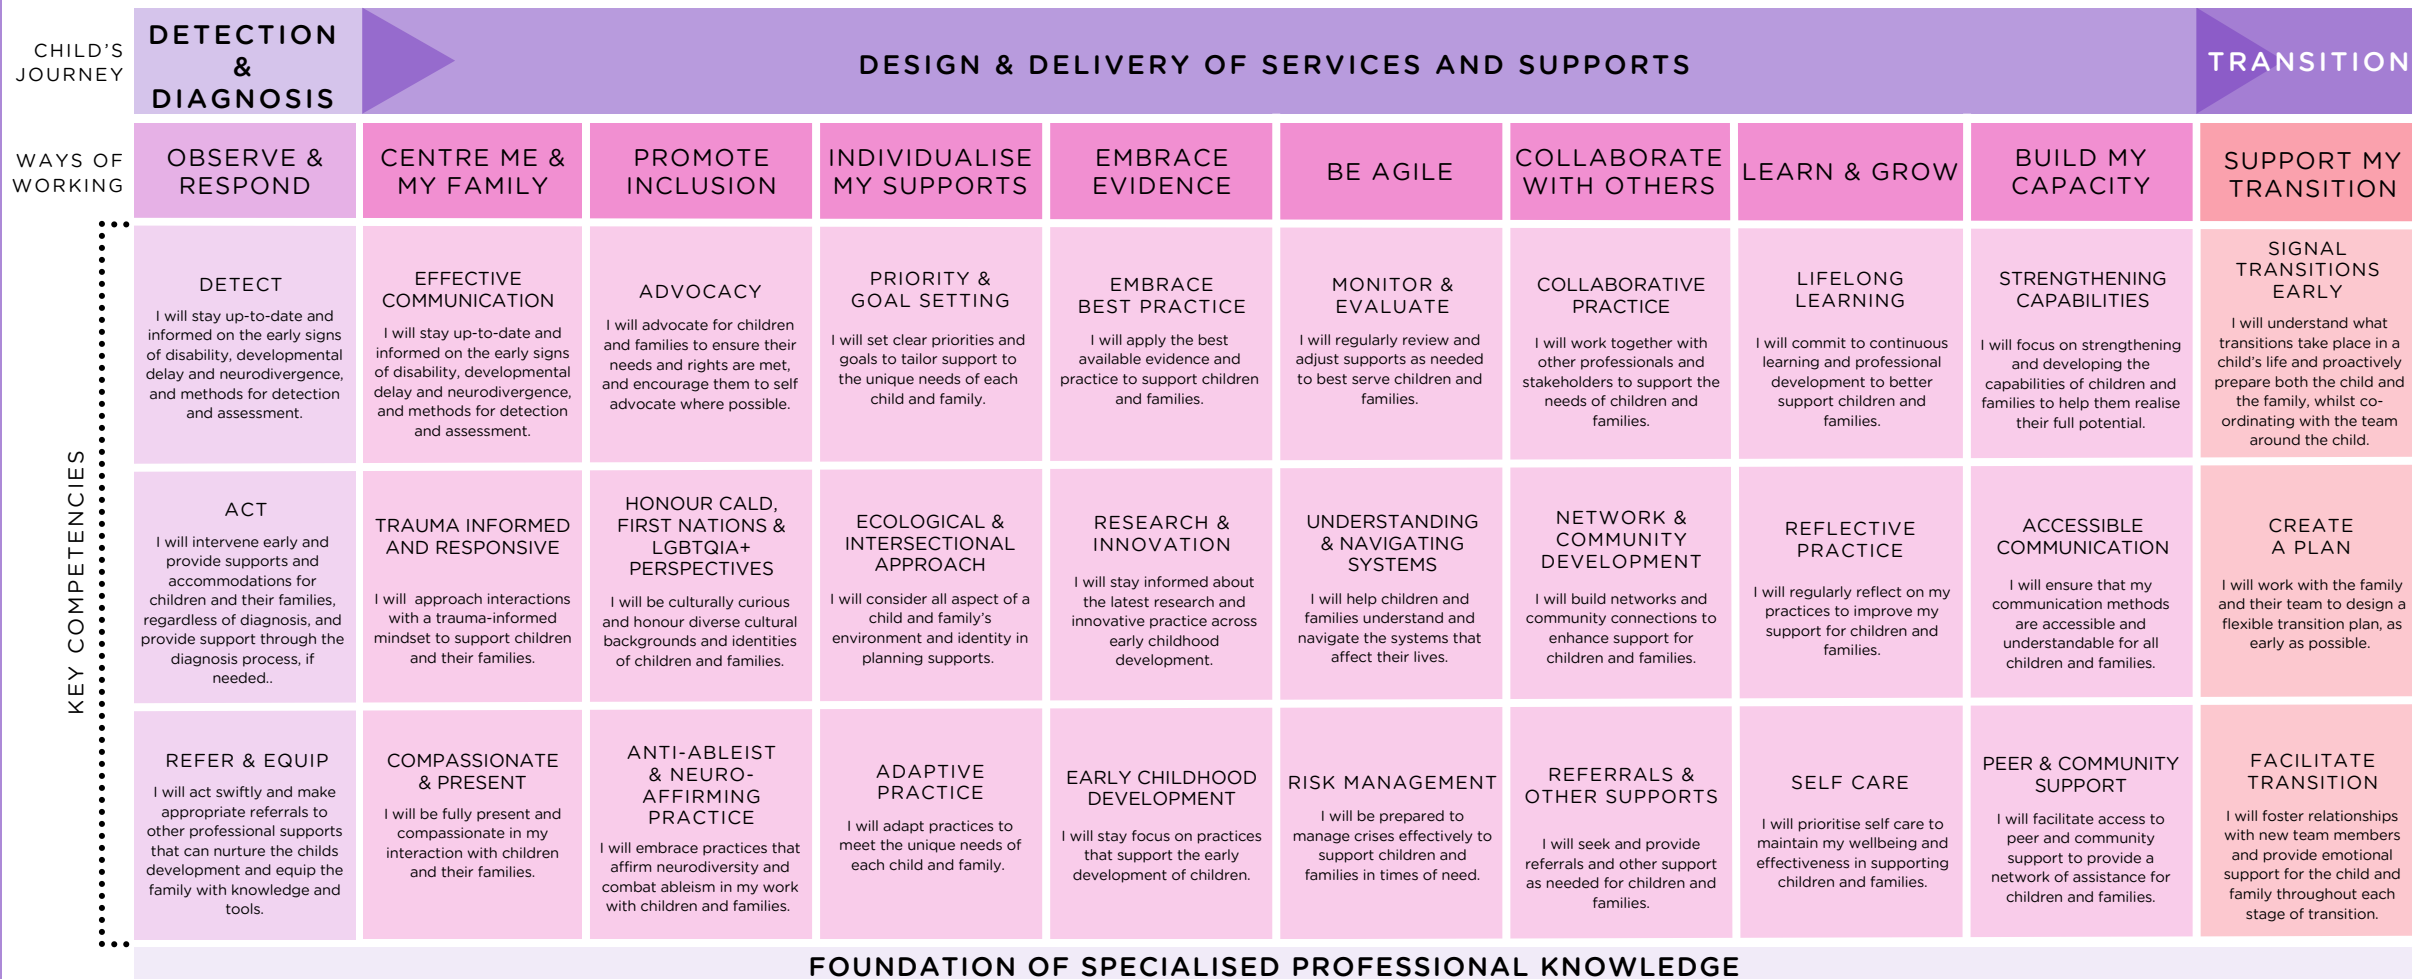 CHILD'S
JOURNEY
DETECTION
&
DIAGNOSIS
DESIGN & DELIVERY OF SERVICES AND SUPPORTS
TRANSITION
WAYS OF
WORKING
OBSERVE &
RESPOND
CENTRE ME &
MY FAMILY
PROMOTE
INCLUSION
INDIVIDUALISE
MY SUPPORTS
EMBRACE
EVIDENCE
BE AGILE
COLLABORATE
WITH OTHERS
LEARN & GROW
BUILD MY
CAPACITY
SUPPORT MY
TRANSITION
KEY COMPETENCIES
DETECT
I will stay up-to-date and
informed on the early signs
of disability, developmental
delay and neurodivergence,
and methods for detection
and assessment.
EFFECTIVE
COMMUNICATION
I will stay up-to-date and
informed on the early signs
of disability, developmental
delay and neurodivergence,
and methods for detection
and assessment.
ADVOCACY
I will advocate for children
and families to ensure their
needs and rights are met,
and encourage them to self
advocate where possible.
PRIORITY &
GOAL SETTING
I will set clear priorities and
goals to tailor support to
the unique needs of each
child and family.
EMBRACE
BEST PRACTICE
I will apply the best
available evidence and
practice to support children
and families.
MONITOR &
EVALUATE
I will regularly review and
adjust supports as needed
to best serve children and
families.
COLLABORATIVE
PRACTICE
I will work together with
other professionals and
stakeholders to support the
needs of children and
families.
LIFELONG
LEARNING
I will commit to continuous
learning and professional
development to better
support children and
families.
STRENGTHENING
CAPABILITIES
I will focus on strengthening
and developing the
capabilities of children and
families to help them realise
their full potential.
SIGNAL
TRANSITIONS
EARLY
I will understand what
transitions take place in a
child's life and proactively
prepare both the child and
the family, whilst co-
ordinating with the team
around the child.
ACT
I will intervene early and
provide supports and
accommodations for
children and their families,
regardless of diagnosis, and
provide support through the
diagnosis process, if
needed..
TRAUMA INFORMED
AND RESPONSIVE
I will approach interactions
with a trauma-informed
mindset to support children
and their families.
HONOUR CALD,
FIRST NATIONS &
LGBTQIA+
PERSPECTIVES
I will be culturally curious
and honour diverse cultural
backgrounds and identities
of children and families.
ECOLOGICAL &
INTERSECTIONAL
APPROACH
I will consider all aspect of a
child and family's
environment and identity in
planning supports.
RESEARCH &
INNOVATION
I will stay informed about
the latest research and
innovative practice across
early childhood
development.
UNDERSTANDING
& NAVIGATING
SYSTEMS
I will help children and
families understand and
navigate the systems that
affect their lives.
NETWORK &
COMMUNITY
DEVELOPMENT
I will build networks and
community connections to
enhance support for
children and families.
REFLECTIVE
PRACTICE
I will regularly reflect on my
practices to improve my
support for children and
families.
ACCESSIBLE
COMMUNICATION
I will ensure that my
communication methods
are accessible and
understandable for all
children and families.
CREATE
A PLAN
I will work with the family
and their team to design a
flexible transition plan, as
early as possible.
REFER & EQUIP
I will act swiftly and make
appropriate referrals to
other professional supports
that can nurture the childs
development and equip the
family with knowledge and
tools.
COMPASSIONATE
& PRESENT
I will be fully present and
compassionate in my
interaction with children
and their families.
ANTI-ABLEIST
& NEURO-
AFFIRMING
PRACTICE
I will embrace practices that
affirm neurodiversity and
combat ableism in my work
with children and families.
ADAPTIVE
PRACTICE
I will adapt practices to
meet the unique needs of
each child and family.
EARLY CHILDHOOD
DEVELOPMENT
I will stay focus on practices
that support the early
development of children.
RISK MANAGEMENT
I will be prepared to
manage crises effectively to
support children and
families in times of need.
REFERRALS &
OTHER SUPPORTS
I will seek and provide
referrals and other support
as needed for children and
families.
SELF CARE
I will prioritise self care to
maintain my wellbeing and
effectiveness in supporting
children and families.
PEER & COMMUNITY
SUPPORT
I will facilitate access to
peer and community
support to provide a
network of assistance for
children and families.
FACILITATE
TRANSITION
I will foster relationships
with new team members
and provide emotional
support for the child and
family throughout each
stage of transition.
FOUNDATION OF SPECIALISED PROFESSIONAL KNOWLEDGE